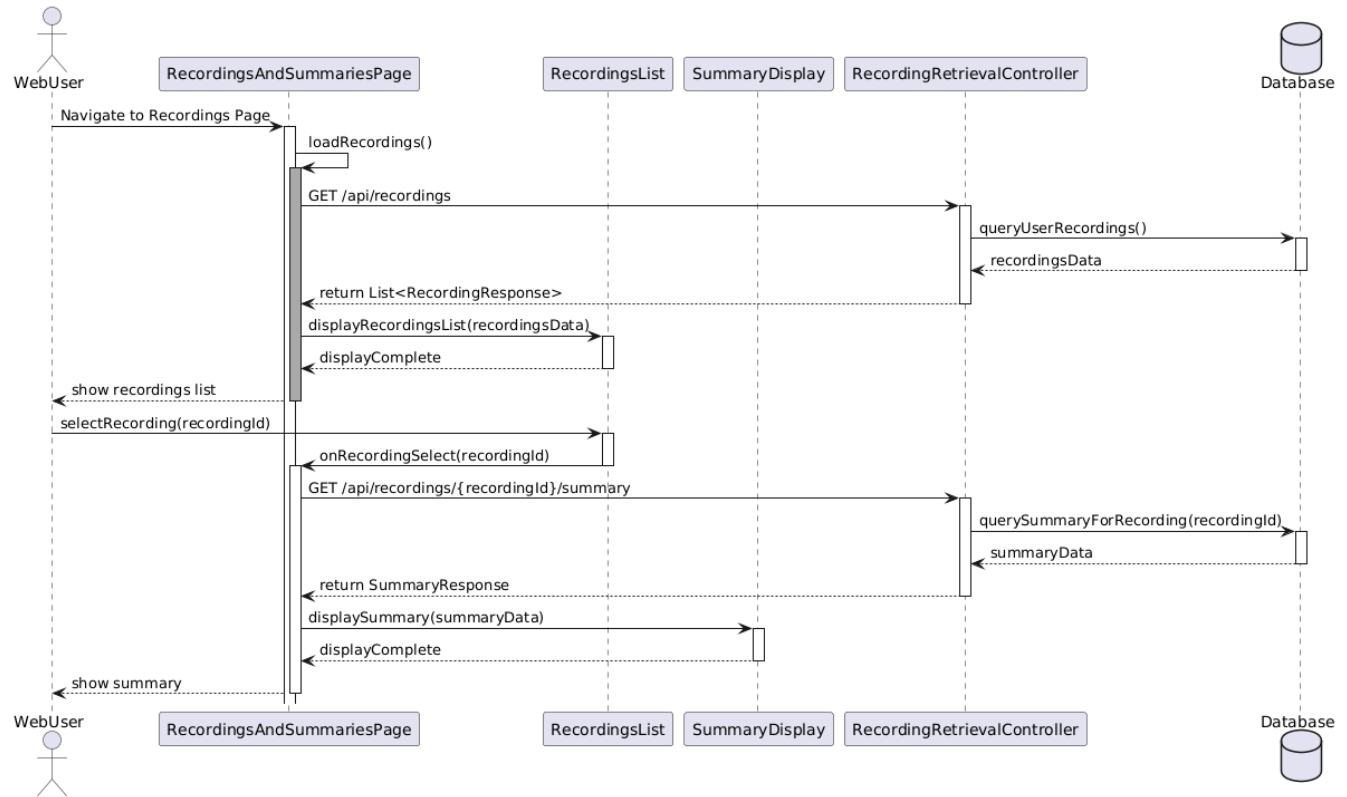 WebUser
RecordingsAndSummariesPage
RecordingsList
SummaryDisplay
RecordingRetrievalController
Database
Navigate to Recordings Page
loadRecordings()
GET /api/recordings
queryUserRecordings()
recordingsData
return List<RecordingResponse>
displayRecordingsList(recordingsData)
displayComplete
show recordings list
selectRecording(recordingId)
onRecordingSelect(recordingId)
GET /api/recordings/{recordingId}/summary
querySummaryForRecording(recordingId)
summaryData
return SummaryResponse
displaySummary(summaryData)
displayComplete
show summary
WebUser
RecordingsAndSummariesPage
RecordingsList
SummaryDisplay
RecordingRetrievalController
Database